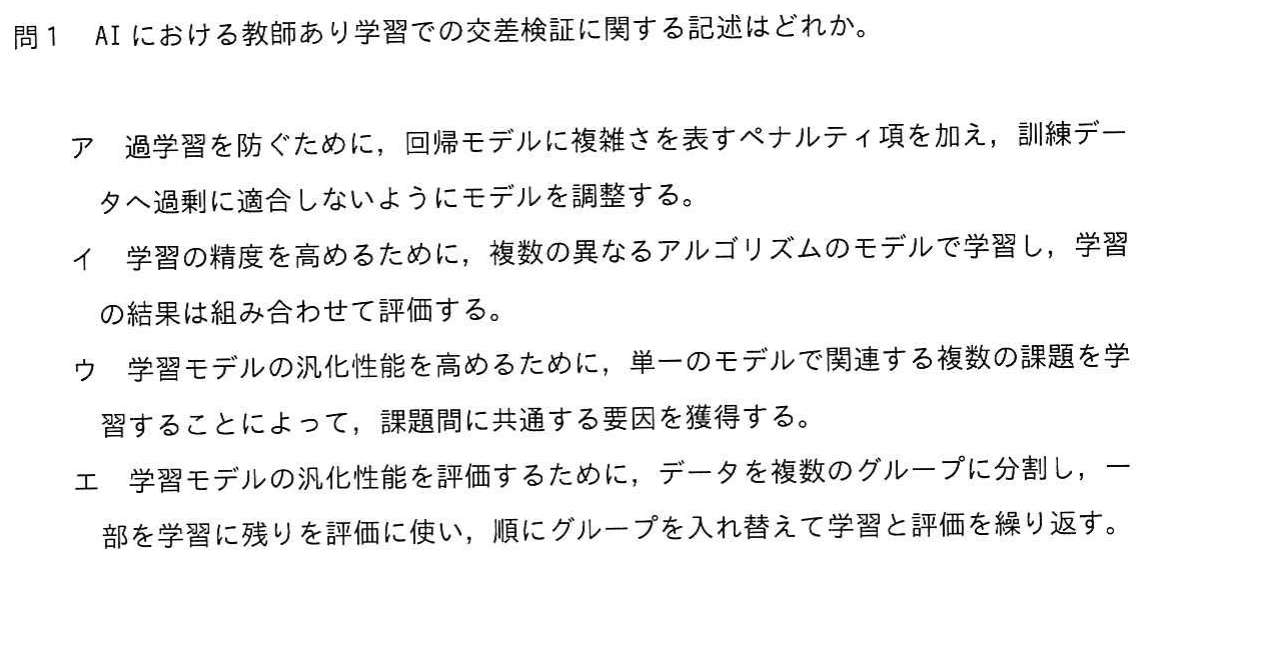 問1 AIにおける教師あり学習での交差検証に関する記述はどれか。
ア 過学習を防ぐために，回帰モデルに複雑さを表すペナルティ項を加え，訓練デー
タへ過剰に適合しないようにモデルを調整する。
イ 学習の精度を高めるために，複数の異なるアルゴリズムのモデルで学習し，学習
の結果は組み合わせて評価する。
ウ 学習モデルの汎化性能を高めるために，単一のモデルで関連する複数の課題を学
習することによって，課題間に共通する要因を獲得する。
エ 学習モデルの汎化性能を評価するために，データを複数のグループに分割し，一
部を学習に残りを評価に使い，順にグループを入れ替えて学習と評価を繰り返す。